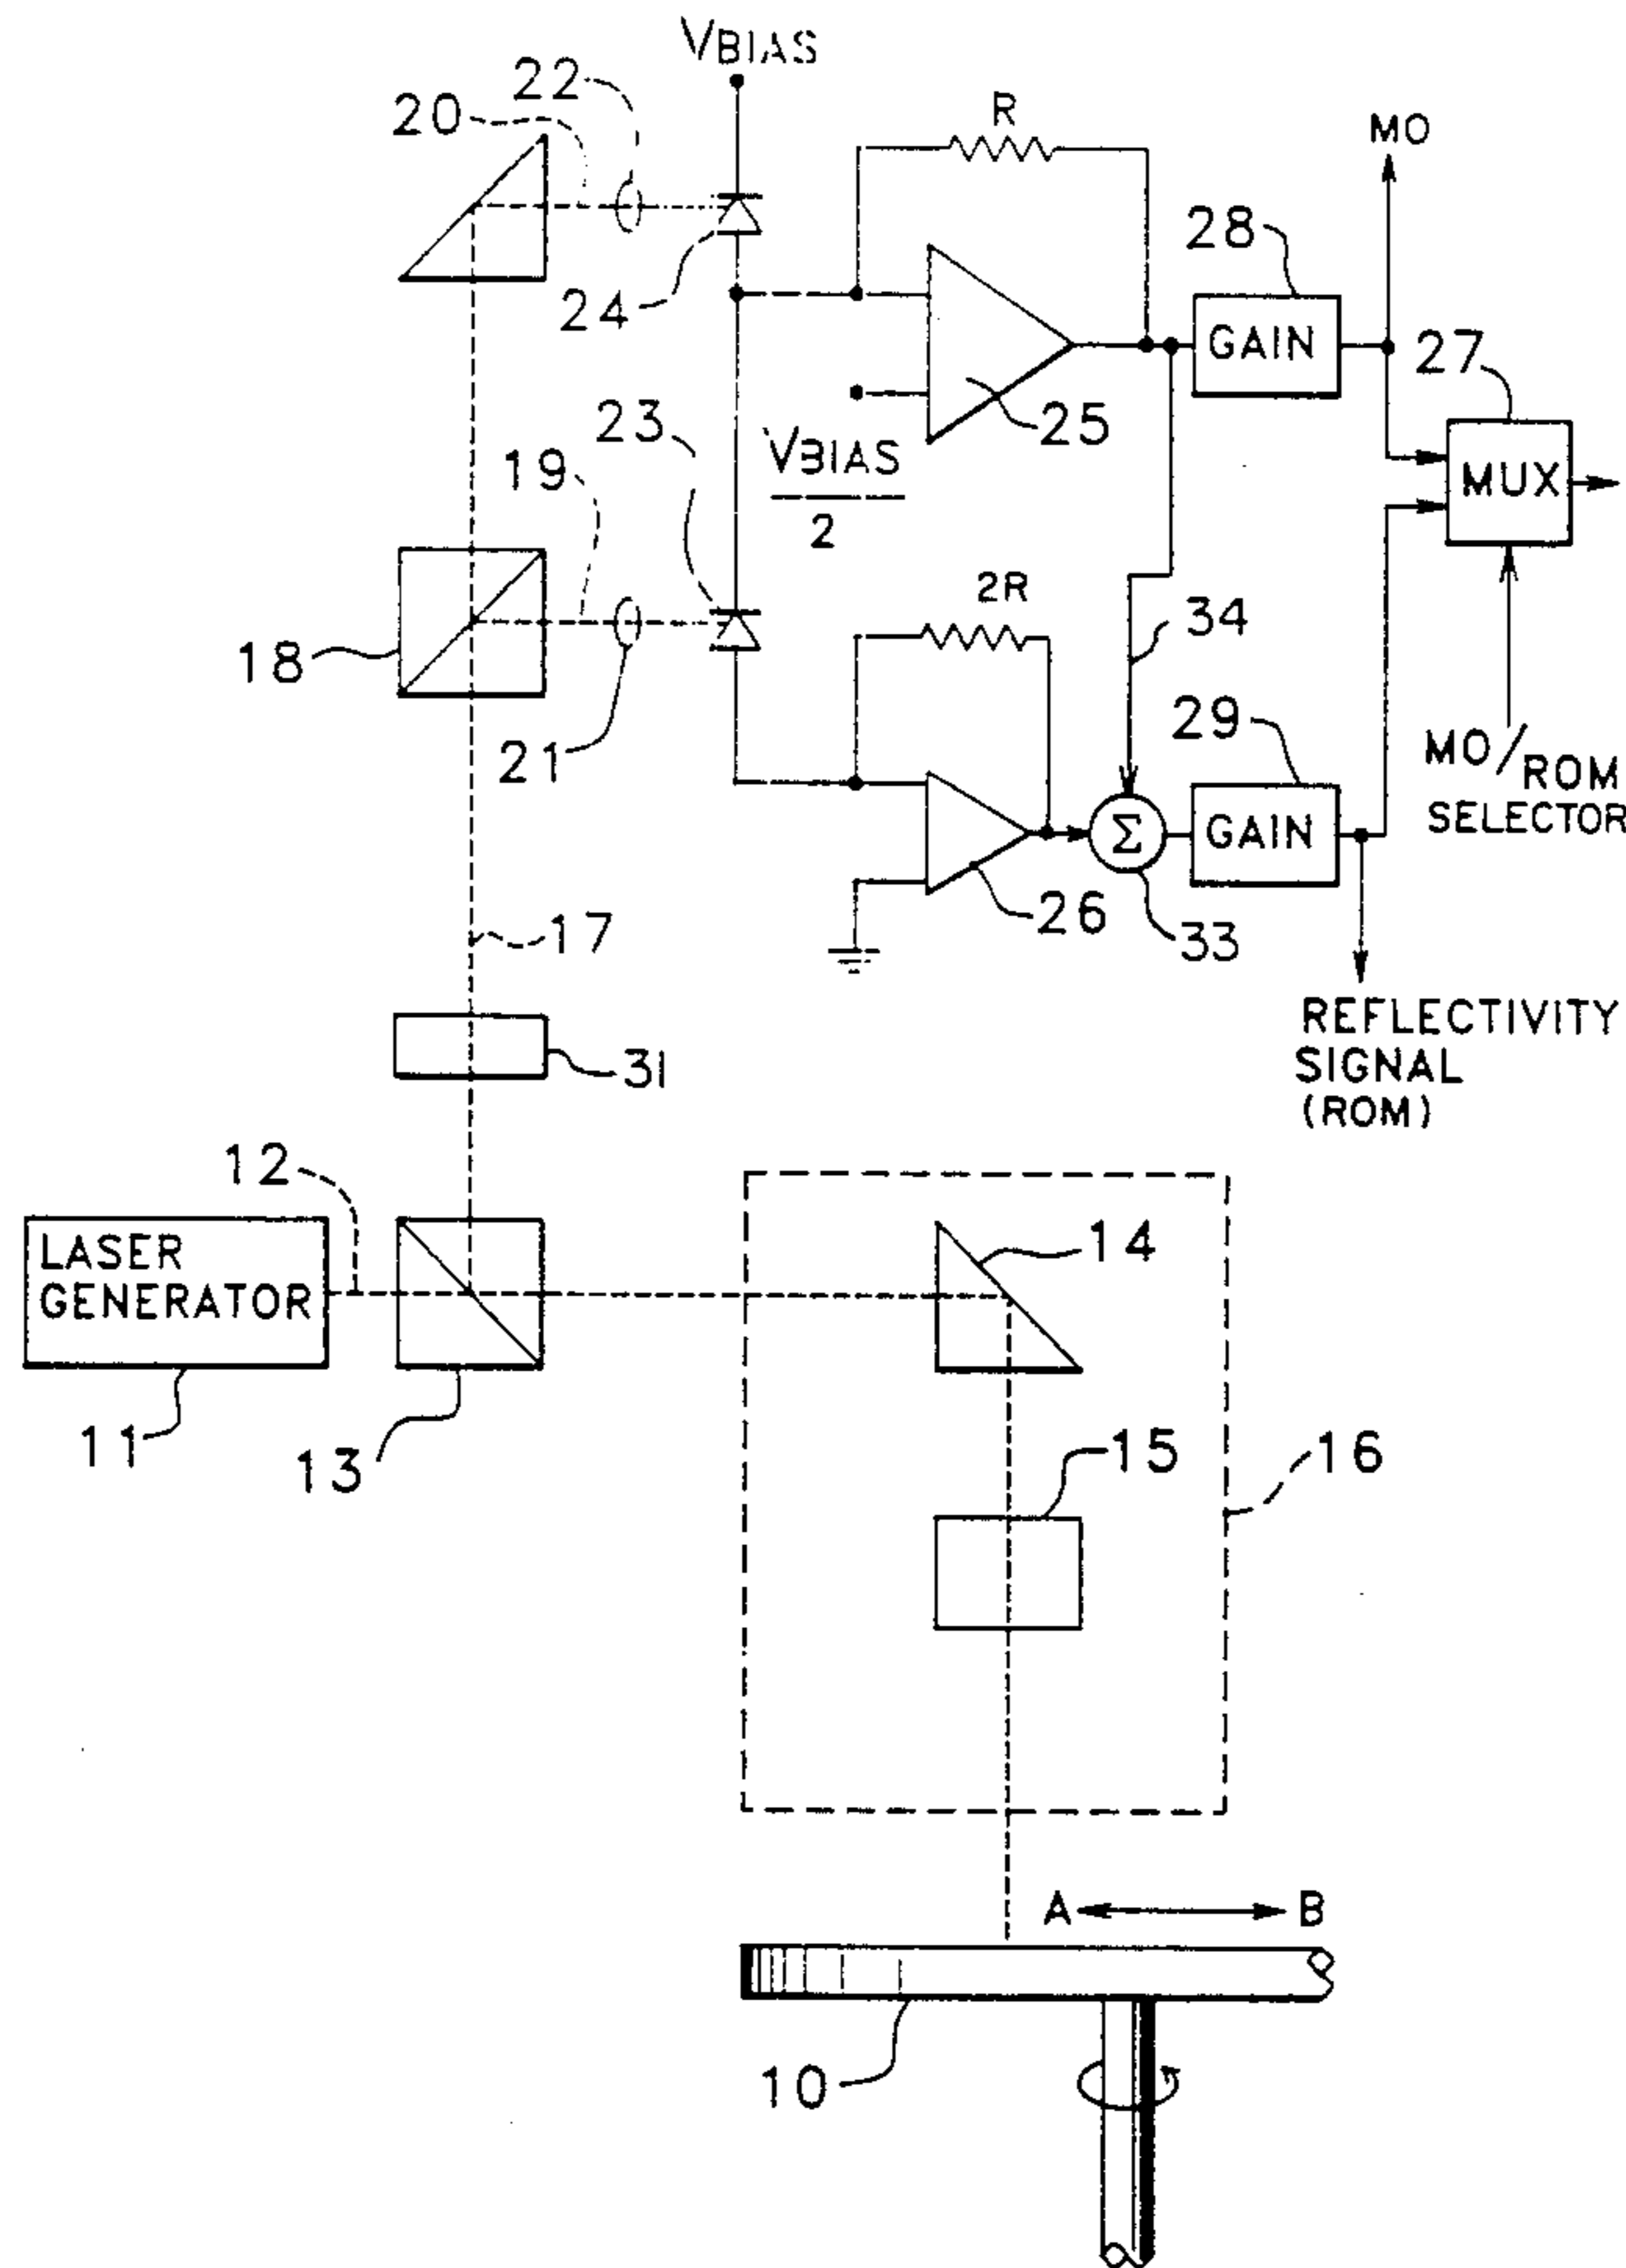 VBIAS
22
20
R
MO
28
GAIN
24
27
25
23
VBIAS
2
19
MUX
2R
34
18
29
21
MO/ROM
SELECTOR
Σ
GAIN
26
33
17
REFLECTIVITY
SIGNAL
(ROM)
31
12
LASER
GENERATOR
14
11
13
15
16
A
B
10